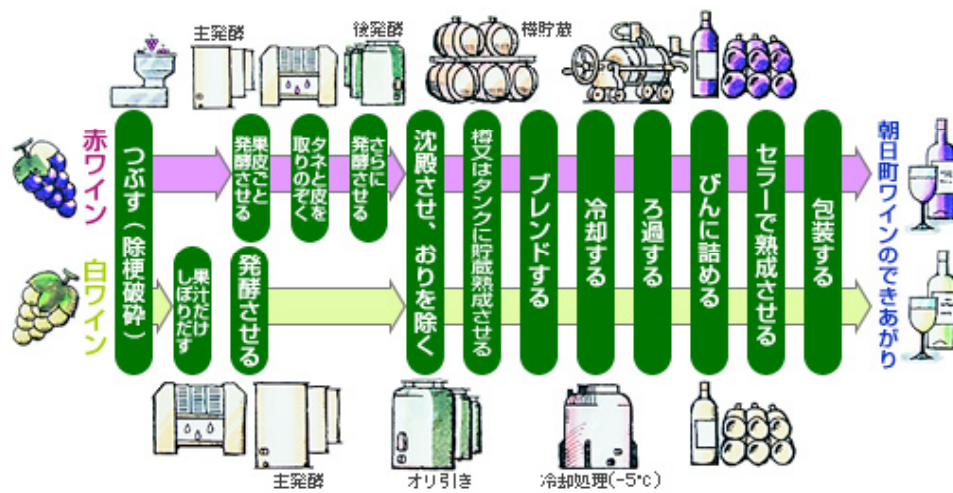 主発酵
後発酵
樽貯蔵
赤ワイン
白ワイン
つぶす(除梗破砕)
果皮ごと
発酵させる
タネと皮を
取りのぞく
さらに
発酵させる
果汁だけ
しぼりだす
発酵させる
沈殿させ、おりを除く
樽又はタンクに貯蔵熟成させる
ブレンドする
冷却する
ろ過する
びんに詰める
セラーで熟成させる
包装する
朝日町ワインのできあがり
主発酵
オリ引き
冷却処理(-5℃)